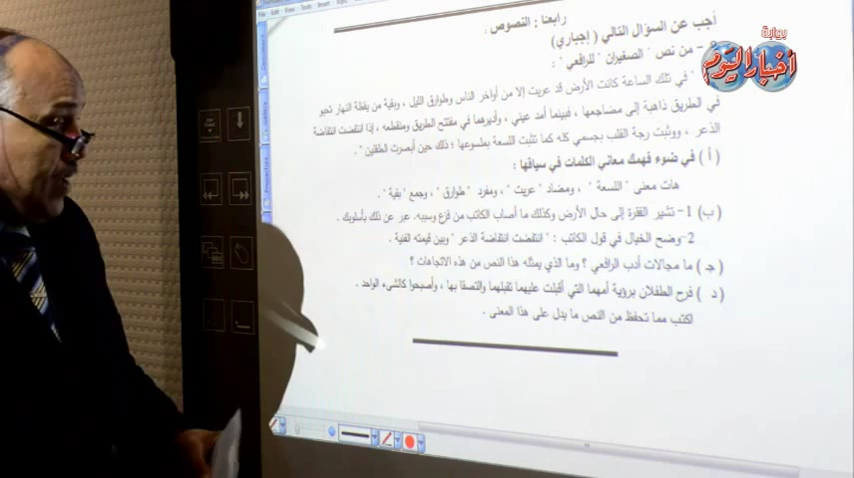 بوابة
أخبار اليوم
رابعا : النصوص .
أجب عن السؤال التالي ( إجباري )
- من نص " الصغيران " للرافعي " :
" في تلك الساعة كانت الأرض قد عريت إلا من أواخر الناس وطوارق الليل ، وبقية من يقظة النهار تحبو
في الطريق ذاهبة إلى مضاجعها ، فبينما أمد عيني ، وأديرهما في مفتتح الطريق ومنقطعه ، إذا انتفضت انتفاضة
الذعر ، ووثبت رجة القلب بجسمي كله كما تثبت اللسعة بملسوعها ؛ ذلك حين أبصرت الطفلين " .
( أ ) في ضوء فهمك معاني الكلمات في سياقها :
هات معنى " اللسعة " ، ومضاد " عريت " ، ومفرد " طوارق " ، وجمع " بقية " .
(ب) 1- تشير الفقرة إلى حال الأرض وكذلك ما أصاب الكاتب من فزع وسببه. عبر عن ذلك بأسلوبك .
2- وضح الخيال في قول الكاتب : " انتفضت انتفاضة الذعر " وبين قيمته الفنية .
( جـ ) ما مجالات أدب الرافعي ؟ وما الذي يمثله هذا النص من هذه الاتجاهات ؟
( د ) فرح الطفلان برؤية أمهما التي أقبلت عليهما تقبلهما والتصقا بها ، وأصبحوا كالشيء الواحد .
اكتب مما تحفظ من النص ما يدل على هذا المعنى .